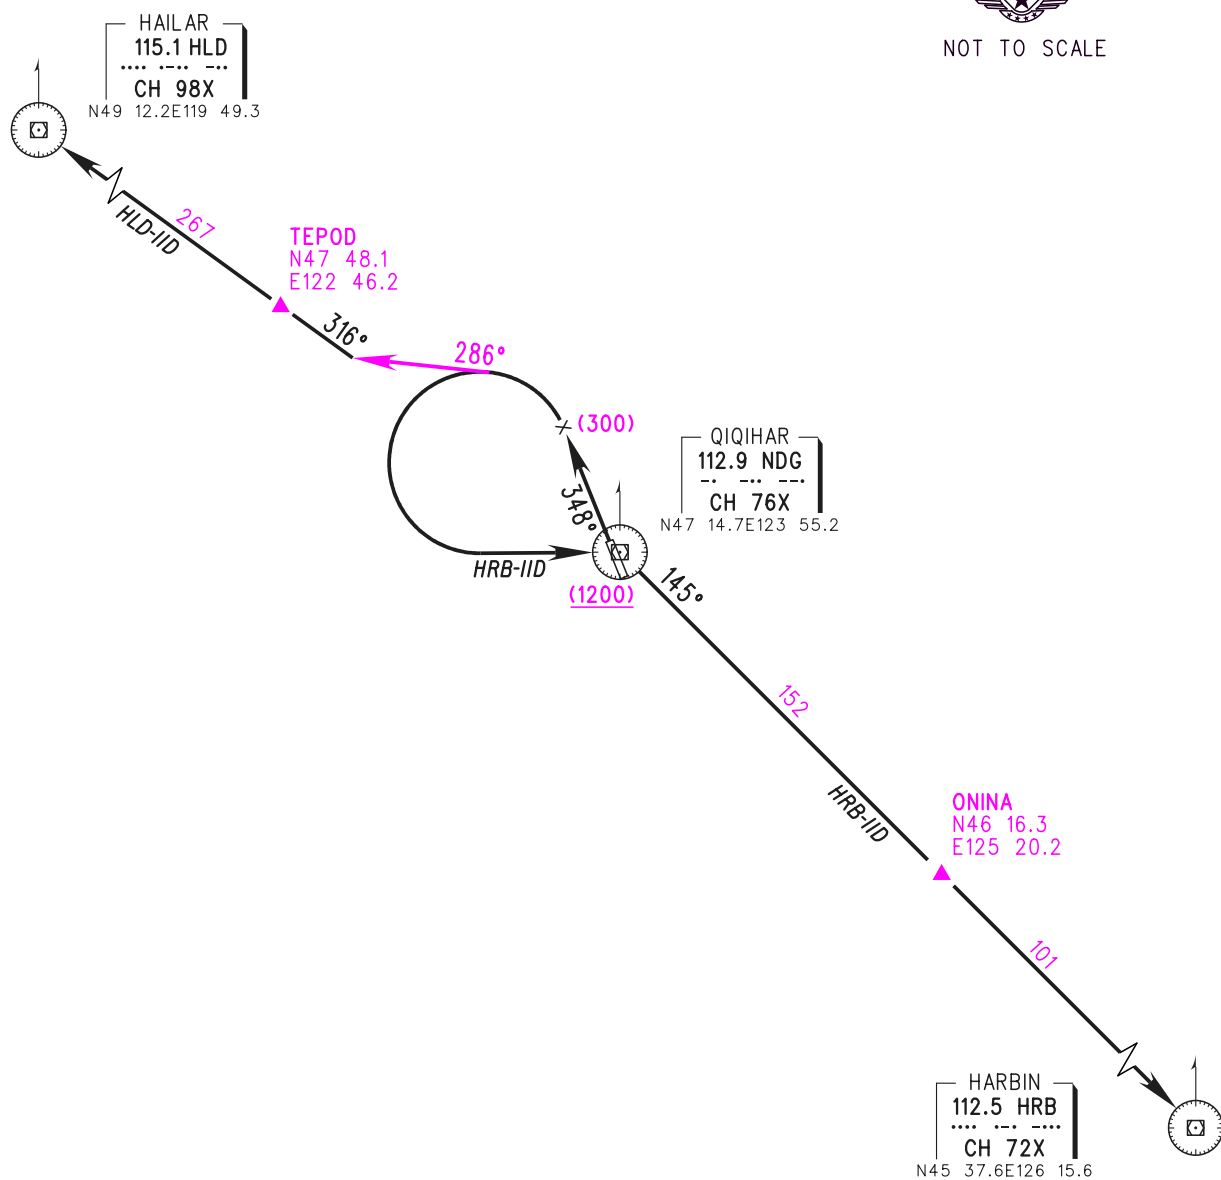 NOT TO SCALE
HAILAR
115.1 HLD
CH 98X
N49 12.2E119 49.3
267
HLD-11D
TEPOD
N47 48.1
E122 46.2
316°
286°
(300)
348°
QIQIHAR
112.9 NDG
CH 76X
N47 14.7E123 55.2
HRB-11D
(1200)
145°
152
HRB-11D
ONINA
N46 16.3
E125 20.2
101
HARBIN
112.5 HRB
CH 72X
N45 37.6E126 15.6